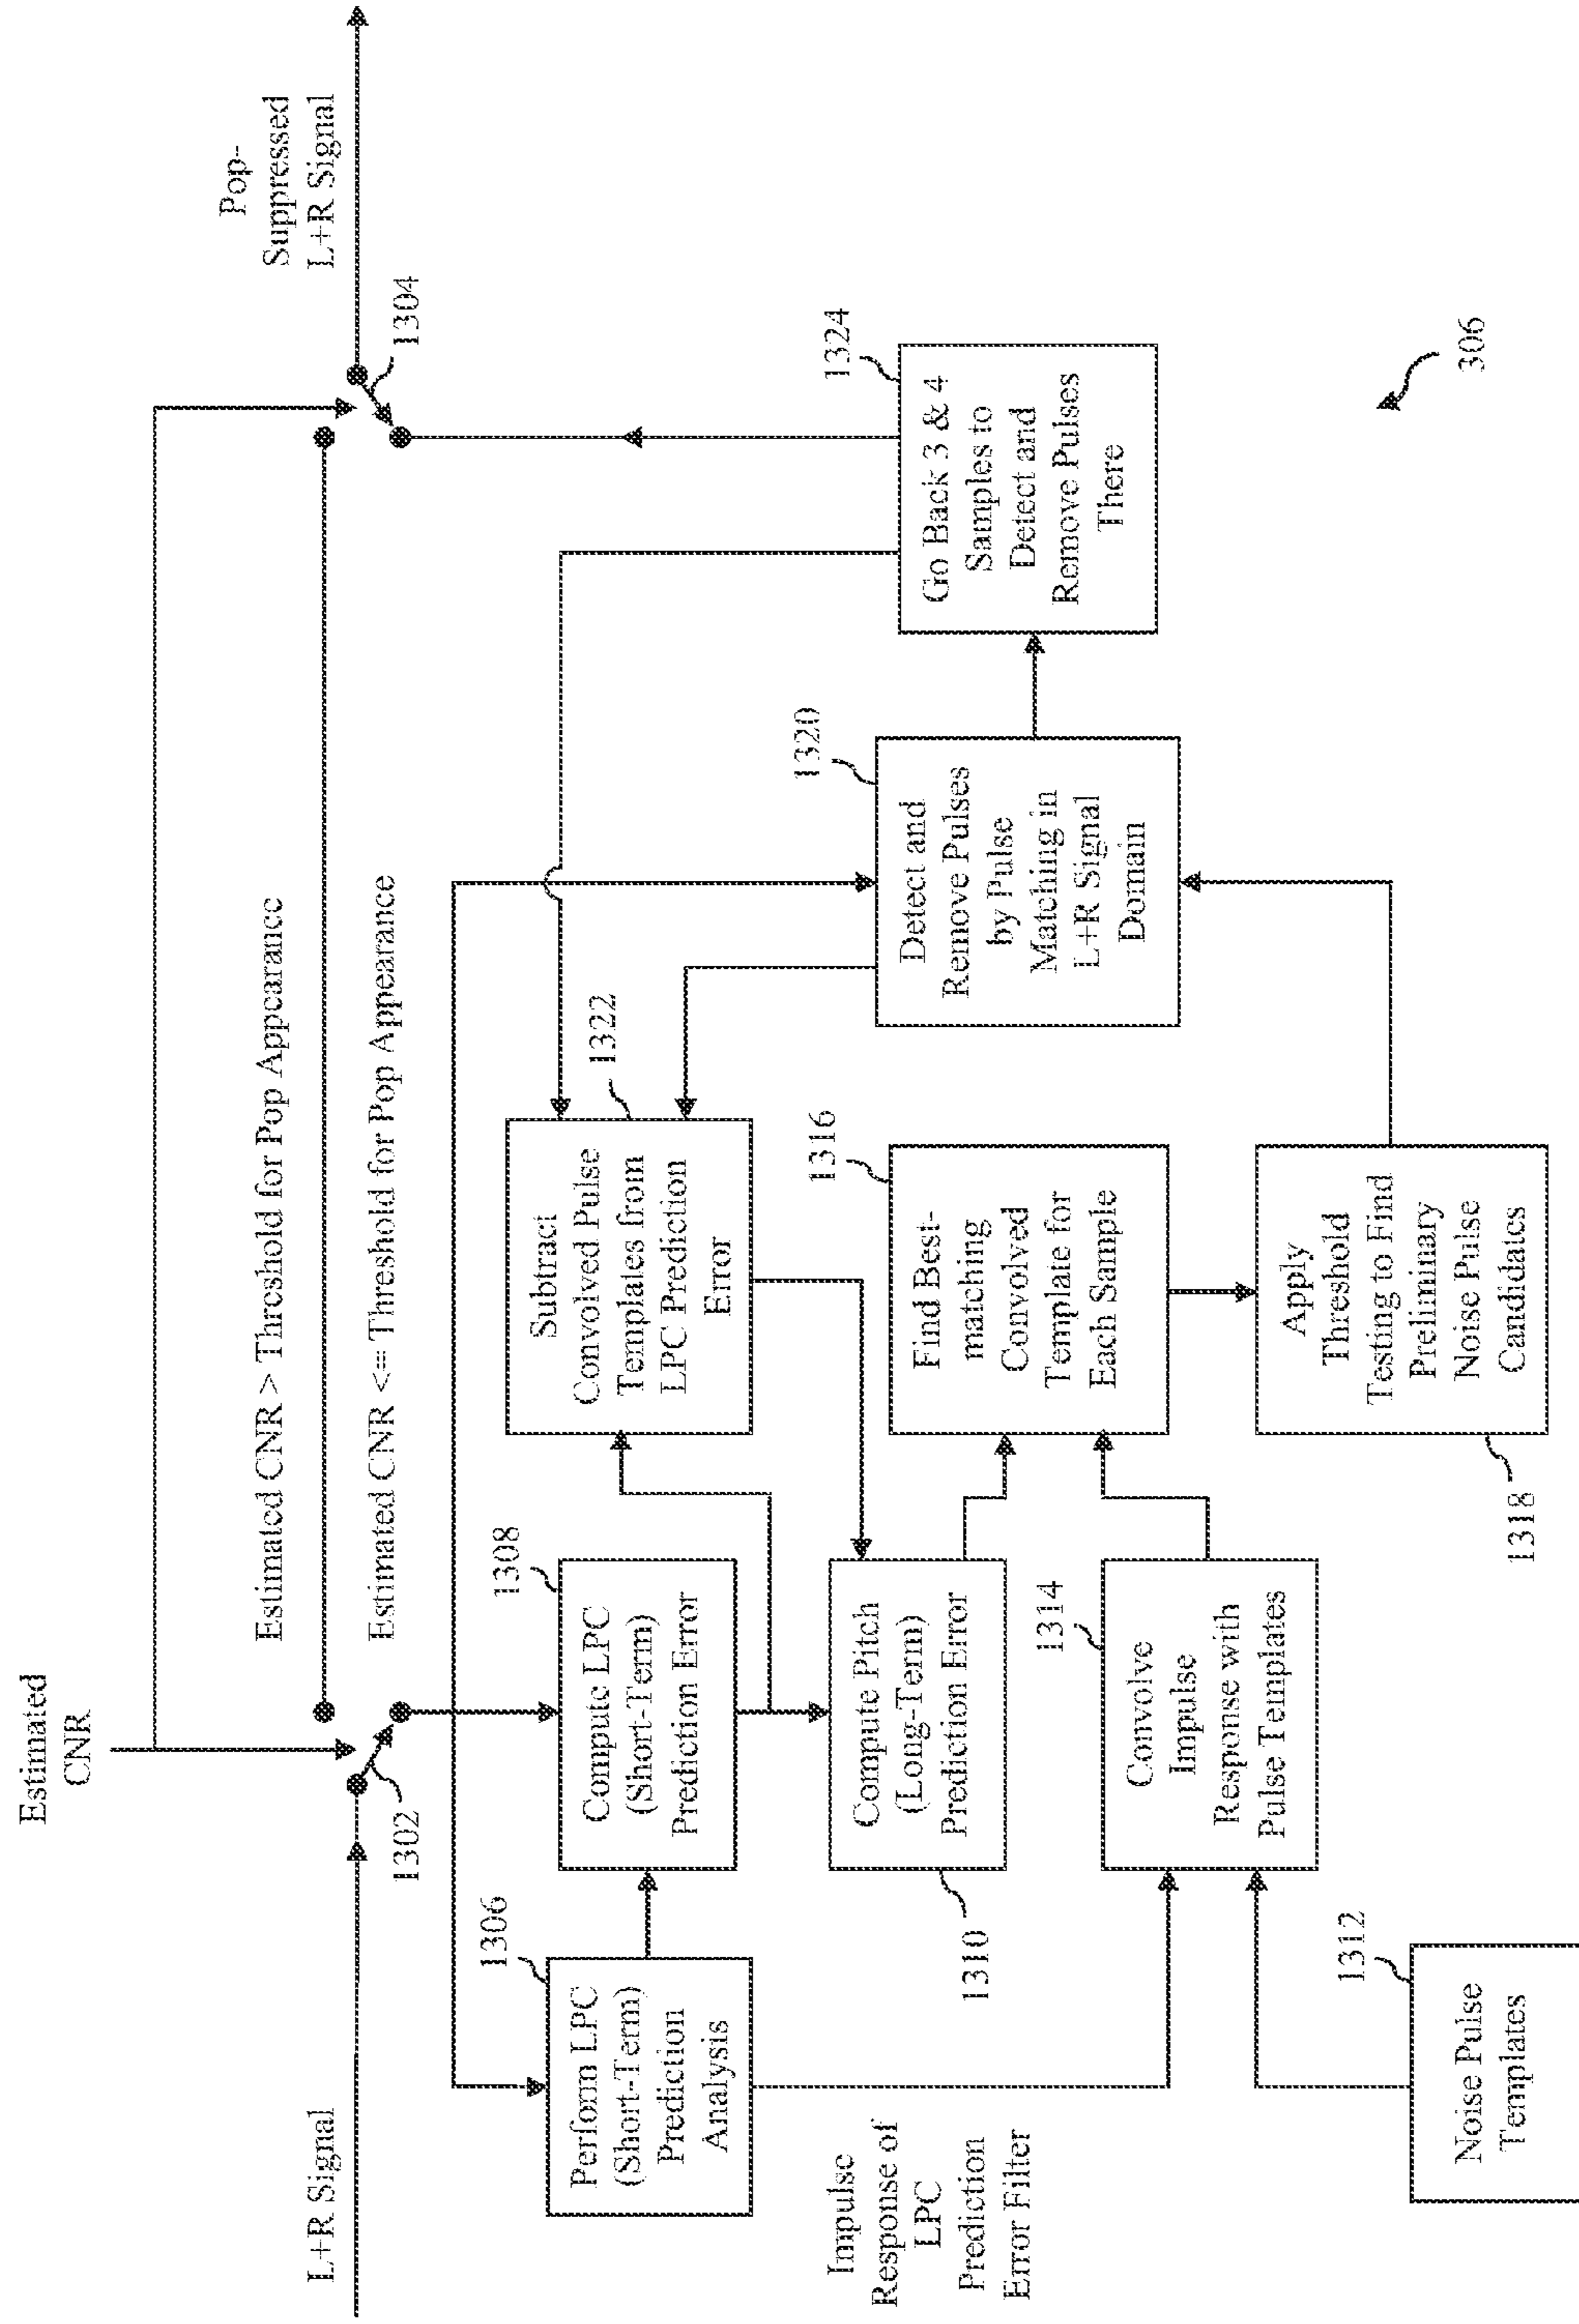 Estimated
CNR
Pop-
Suppressed
L+R Signal
L+R Signal
Estimated CNR > Threshold for Pop Appearance
1302
1304
Estimated CNR <= Threshold for Pop Appearance
1306
Perform LPC
(Short-Term)
Prediction
Analysis
1308
Compute LPC
(Short-Term)
Prediction Error
1322
Subtract
Convolved Pulse
Templates from
LPC Prediction
Error
1310
Compute Pitch
(Long-Term)
Prediction Error
Impulse
Response of
LPC
Prediction
Error Filter
1312
Noise Pulse
Templates
1314
Convolve
Impulse
Response with
Pulse Templates
1316
Find Best-
matching
Convolved
Template for
Each Sample
1318
Apply
Threshold
Testing to Find
Preliminary
Noise Pulse
Candidates
1320
Detect and
Remove Pulses
by Pulse
Matching in
L+R Signal
Domain
1324
Go Back 3 & 4
Samples to
Detect and
Remove Pulses
There
306